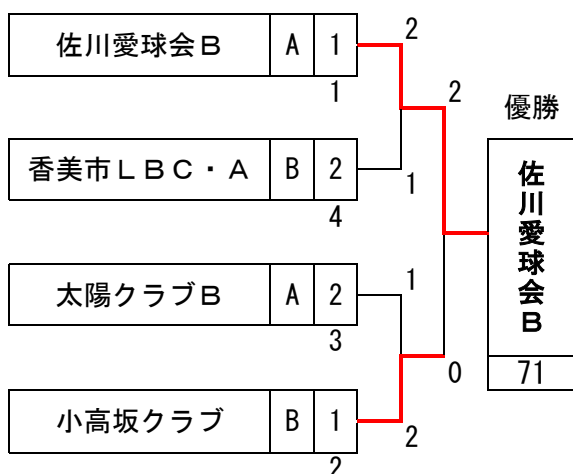 佐川愛球会B A 1 2
1
2
優勝
香美市LBC・A B 2 1
4
佐川愛球会B
71
太陽クラブB A 2 1
3
0
小高坂クラブ B 1 2
2